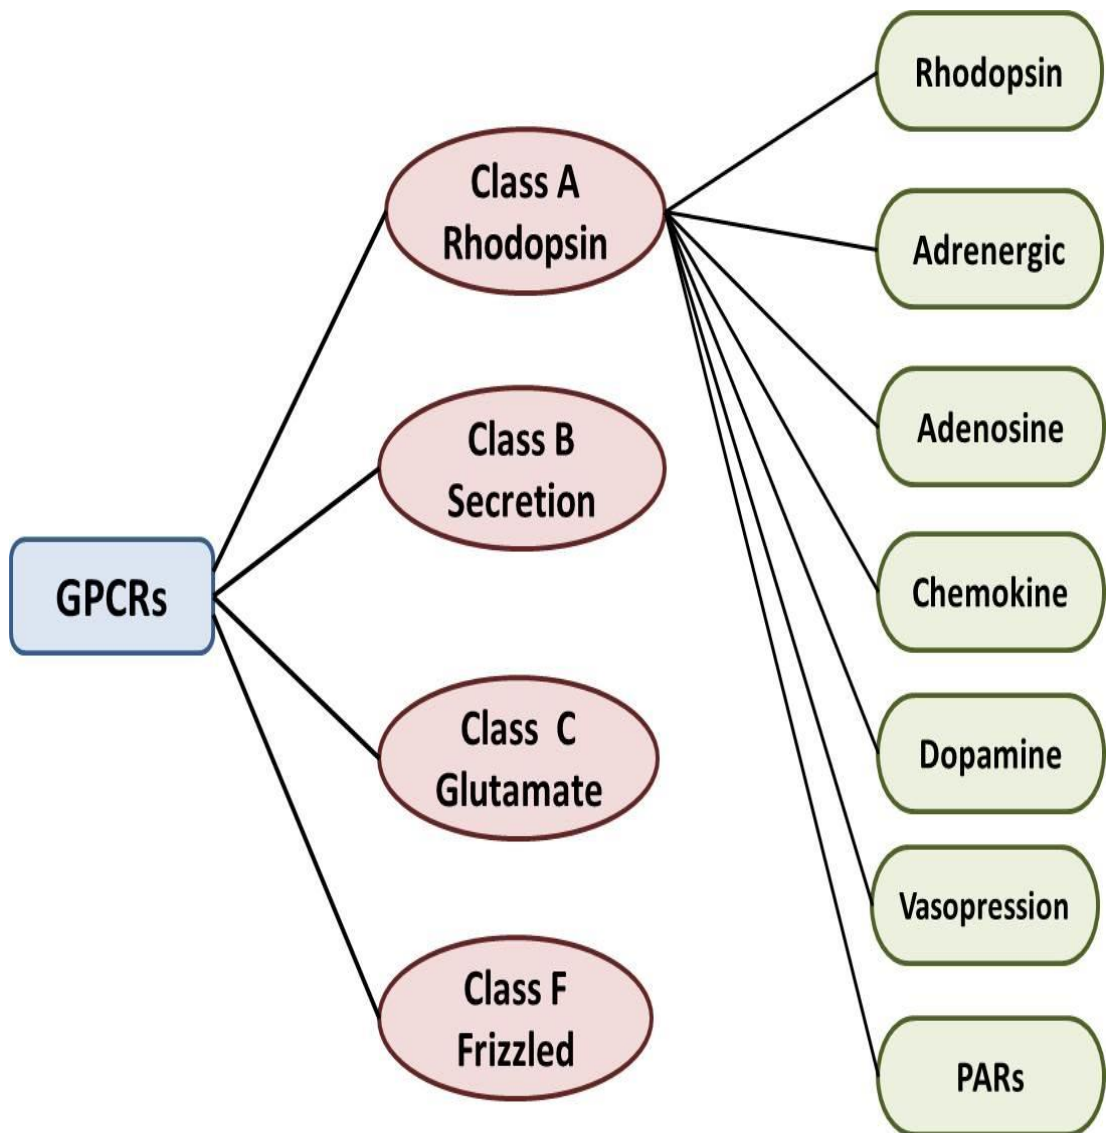 GPCRs
Class A
Rhodopsin
Class B
Secretion
Class  C
Glutamate
Class F
Frizzled
Rhodopsin
Adrenergic
Adenosine
Chemokine
Dopamine
Vasopression
PARs